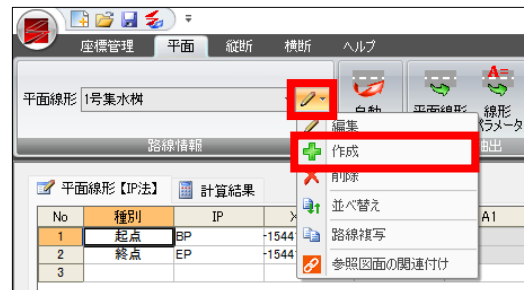 座標管理 平面 縦断 横断 ヘルプ
平面線形 1号集水桝
自動 平面線形 線形
パラメータ
編集
路線情報 抽出
作成
削除
平面線形【IP法】 計算結果
並べ替え
No 種別 IP X A1
路線複写
1 起点 BP -1544
2 終点 EP -1544
参照図面の関連付け
3